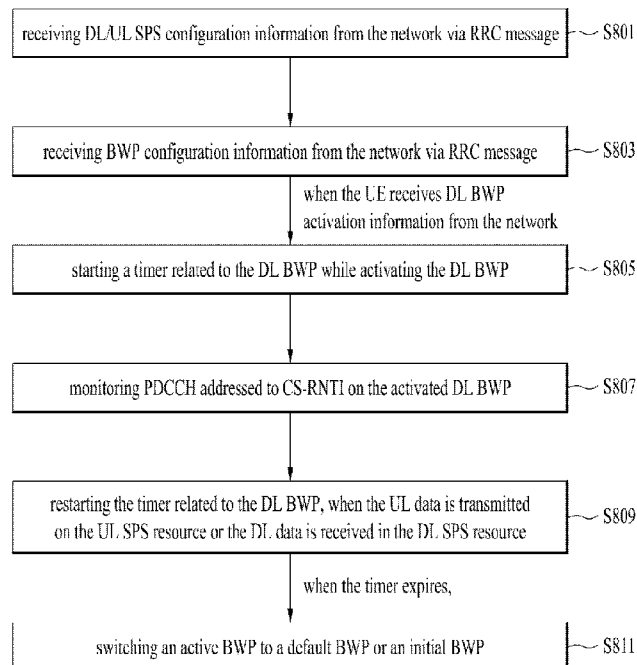 receiving DL/UL SPS configuration information from the network via RRC message
S801
receiving BWP configuration information from the network via RRC message
S803
when the UE receives DL BWP
activation information from the network
starting a timer related to the DL BWP while activating the DL BWP
S805
monitoring PDCCH addressed to CS-RNTI on the activated DL BWP
S807
restarting the timer related to the DL BWP, when the UL data is transmitted
on the UL SPS resource or the DL data is received in the DL SPS resource
S809
when the timer expires,
switching an active BWP to a default BWP or an initial BWP
S811